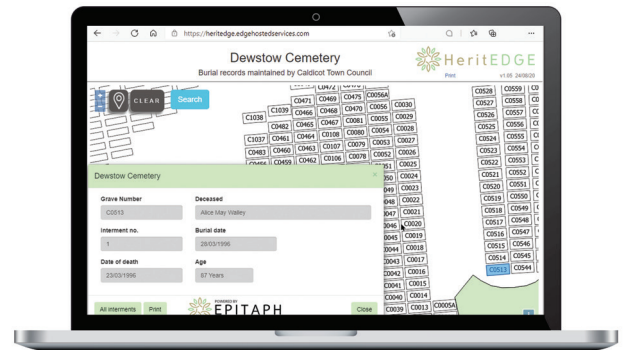 https://heritedge.edgehostedservices.com
Dewstow Cemetery
Burial records maintained by Caldicot Town Council
HeritEDGE
Print
v1.65 24/08/20
CLEAR
Search
C0472
C0471 C0469 C0475 C0056A
C1038 C1039 C0466 C0468 C0470 C0056 C0030
C0482 C0465 C0467 C0081 C0055 C0029
C1037 C0461 C0464 C0108 C0080 C0054 C0028
C0483 C0460 C0463 C0107 C0079 C0053 C0027
C0459 C0462 C0106 C0078 C0052 C0026
C0025
C0024
C0023
C0022
C0021
C0020
C0019
C0018
C0043 C0017
C0042 C0016
C0041 C0015
C0040 C0014
C0039 C0013 C0005A
C0528 C0559
C0527 C0558
C0526 C0557
C0525 C0556
C0524 C0555
C0523 C0554
C0522 C0553
C0521 C0552
C0520 C0551
C0519 C0550
C0518 C0549
C0517 C0548
C0516 C0547
C0515 C0546
C0514 C0545
C0513 C0544
Dewstow Cemetery
Grave Number Deceased
C0513 Alice May Walley
Interment no. Burial date
1 28/03/1996
Date of death Age
23/03/1996 87 Years
All interments Print
POWERED BY
EPITAPH
Close